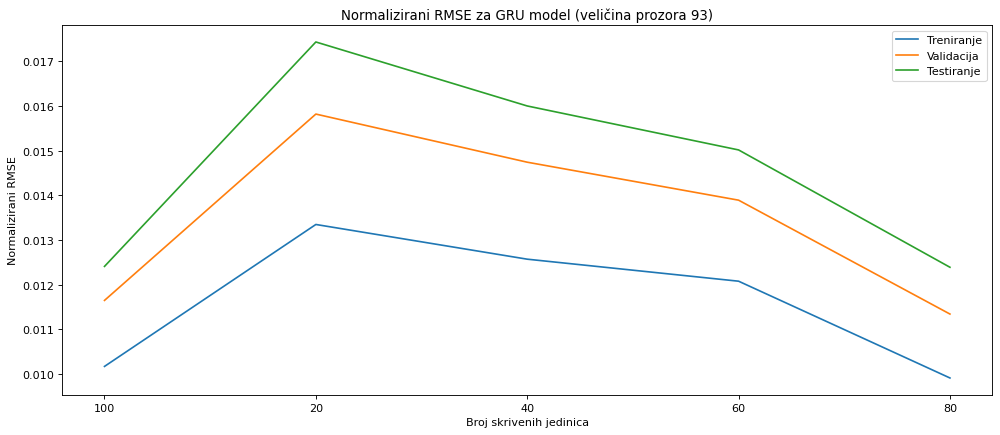 Normalizirani RMSE za GRU model (veličina prozora 93)
Treniranje
Validacija
Testiranje
Normalizirani RMSE
0.017
0.016
0.015
0.014
0.013
0.012
0.011
0.010
100 20 40 60 80
Broj skrivenih jedinica